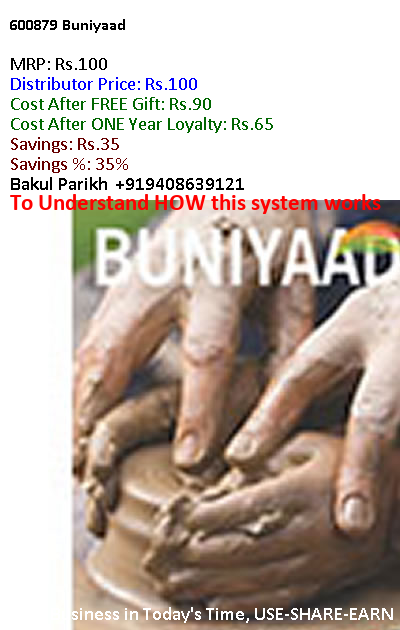 600879 Buniyaad
MRP: Rs.100
Distributor Price: Rs.100
Cost After FREE Gift: Rs.90
Cost After ONE Year Loyalty: Rs.65
Savings: Rs.35
Savings %: 35%
Bakul Parikh +919408639121
To Understand HOW this system works
BUNIYAAD
in Today's Time, USE-SHARE-EARN